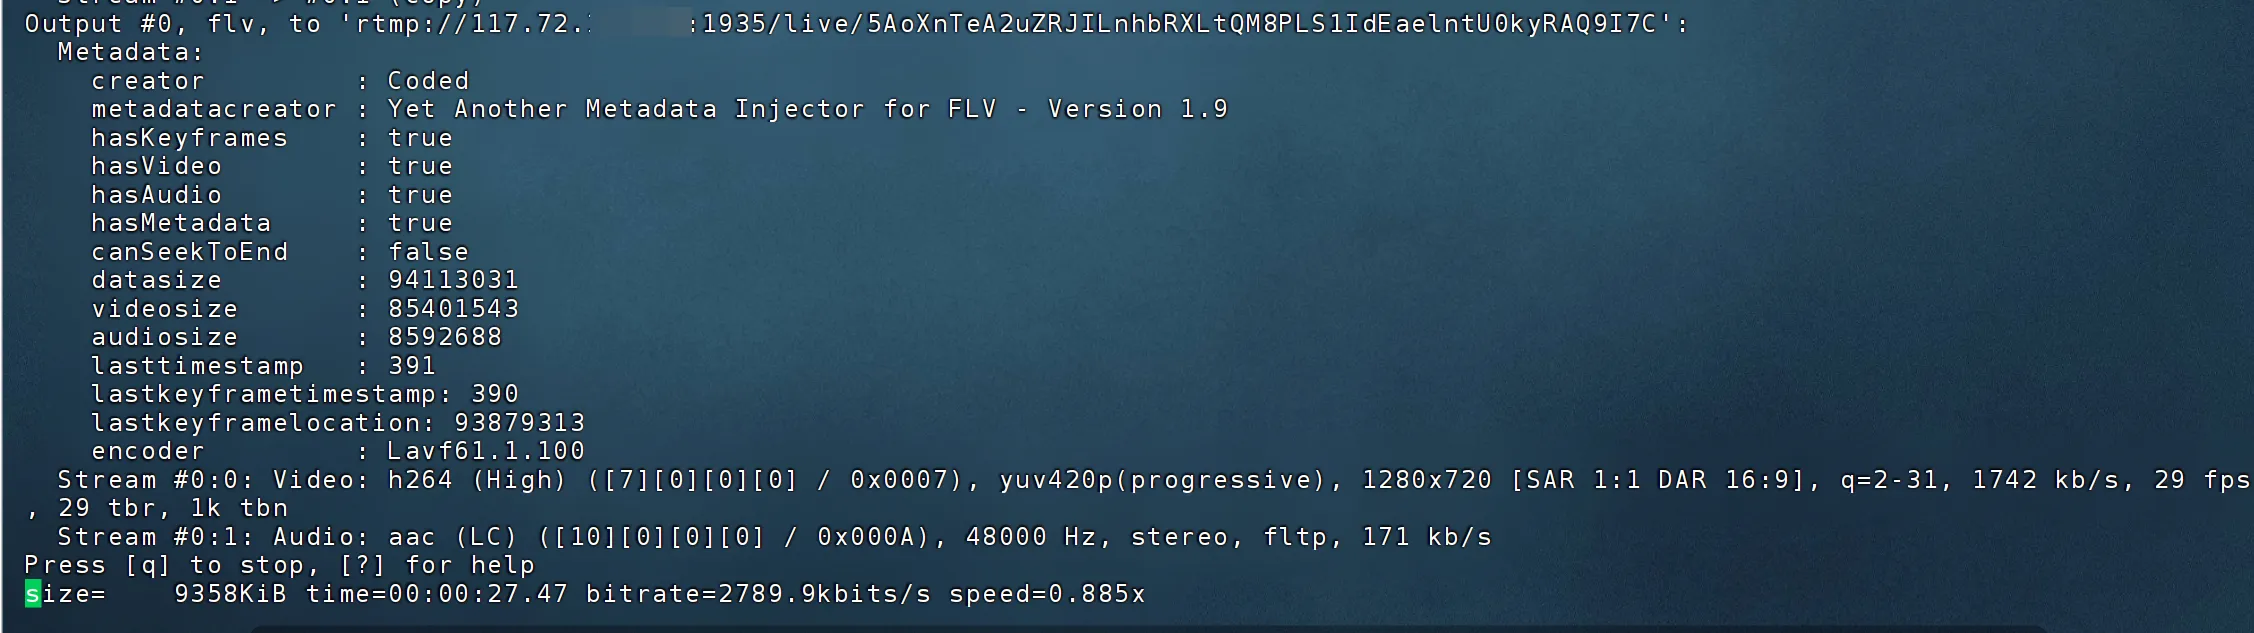 Stream #0:1 -> #0:1 (copy)
Output #0, flv, to 'rtmp://117.72.       :1935/live/5AoXnTeA2uZRJILnhbRXLtQM8PLS1IdEaelntU0kyRAQ9I7C':
Metadata:
creator : Coded
metadatacreator : Yet Another Metadata Injector for FLV - Version 1.9
hasKeyframes : true
hasVideo : true
hasAudio : true
hasMetadata : true
canSeekToEnd : false
datasize : 94113031
videosize : 85401543
audiosize : 8592688
lasttimestamp : 391
lastkeyframetimestamp: 390
lastkeyframelocation: 93879313
encoder : Lavf61.1.100
Stream #0:0: Video: h264 (High) ([7][0][0][0] / 0x0007), yuv420p(progressive), 1280x720 [SAR 1:1 DAR 16:9], q=2-31, 1742 kb/s, 29 fps
, 29 tbr, 1k tbn
Stream #0:1: Audio: aac (LC) ([10][0][0][0] / 0x000A), 48000 Hz, stereo, fltp, 171 kb/s
Press [q] to stop, [?] for help
size=    9358KiB time=00:00:27.47 bitrate=2789.9kbits/s speed=0.885x